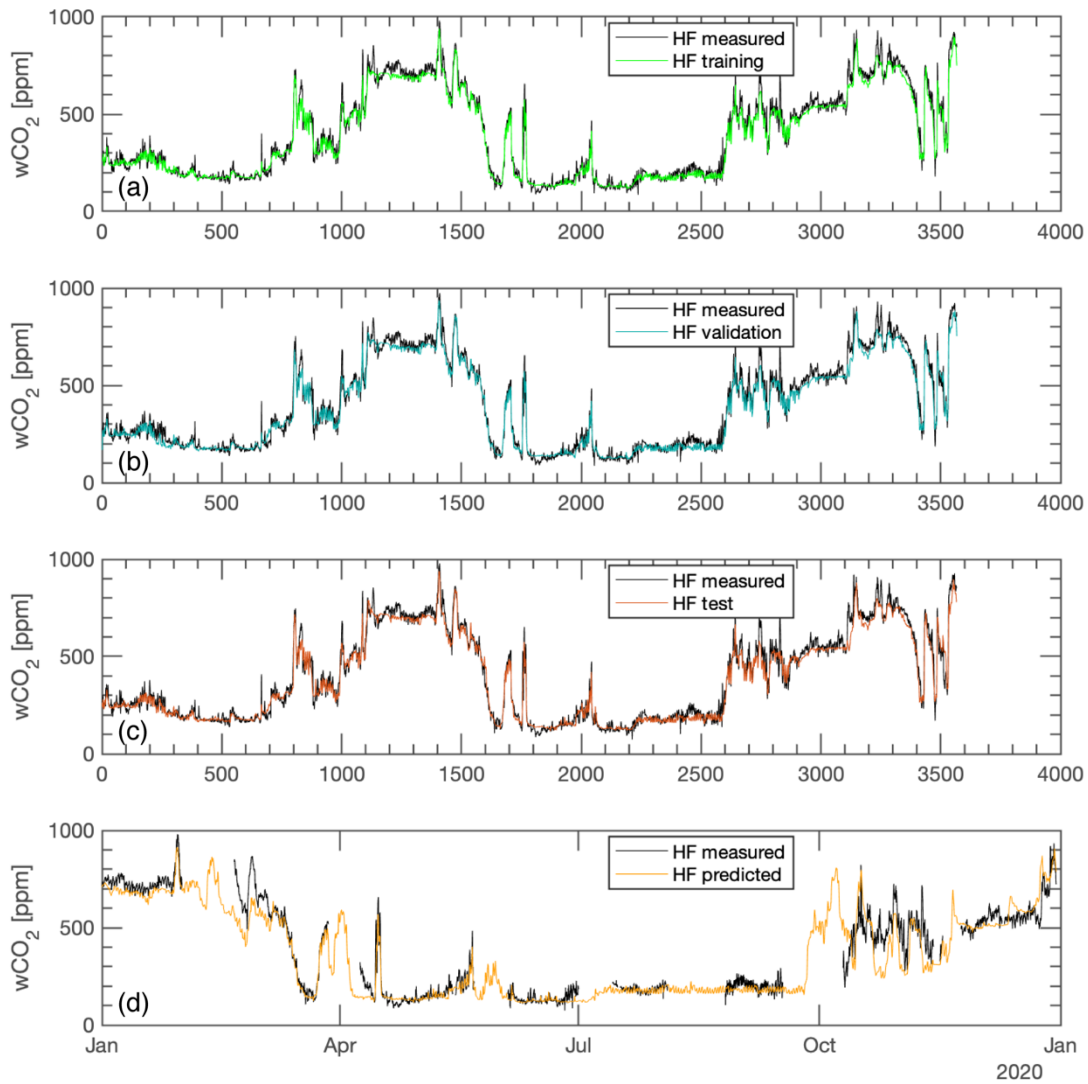 1000
HF measured
HF training
500
wCO2 [ppm]
(a)
0
0 500 1000 1500 2000 2500 3000 3500 4000
1000
HF measured
HF validation
500
wCO2 [ppm]
(b)
0
0 500 1000 1500 2000 2500 3000 3500 4000
1000
HF measured
HF test
500
wCO2 [ppm]
(c)
0
0 500 1000 1500 2000 2500 3000 3500 4000
1000
HF measured
HF predicted
500
wCO2 [ppm]
(d)
0
Jan Apr Jul Oct Jan
2020